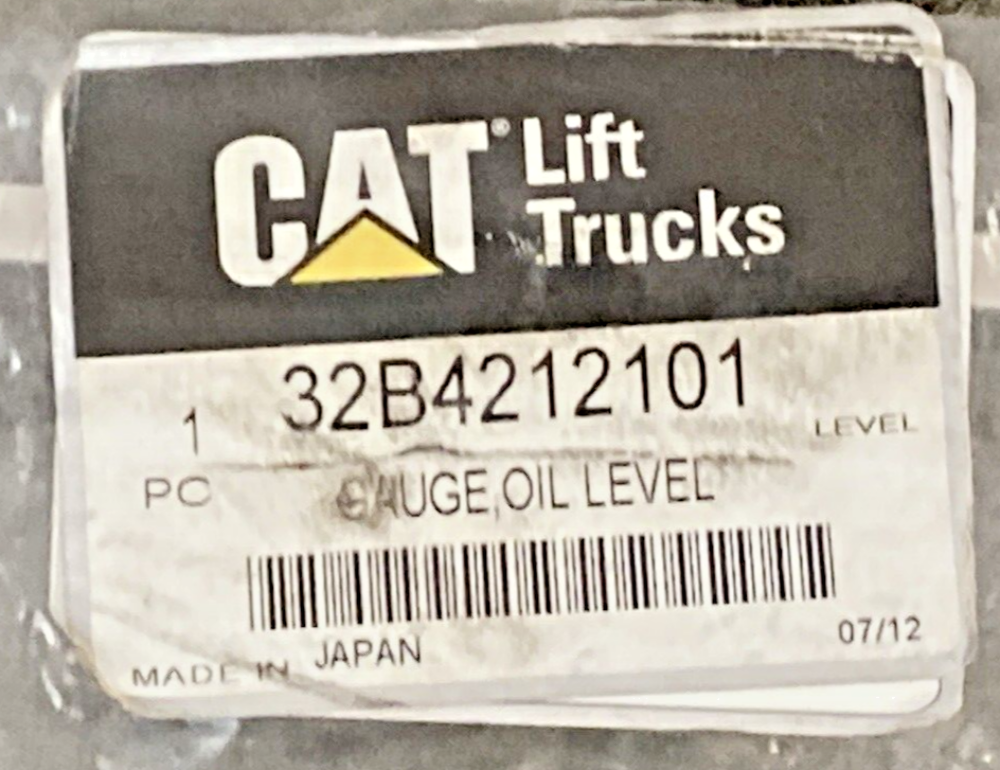 CAT® Lift
Trucks
32B4212101
1
LEVEL
PC
GAUGE,OIL LEVEL
MADE IN JAPAN
07/12